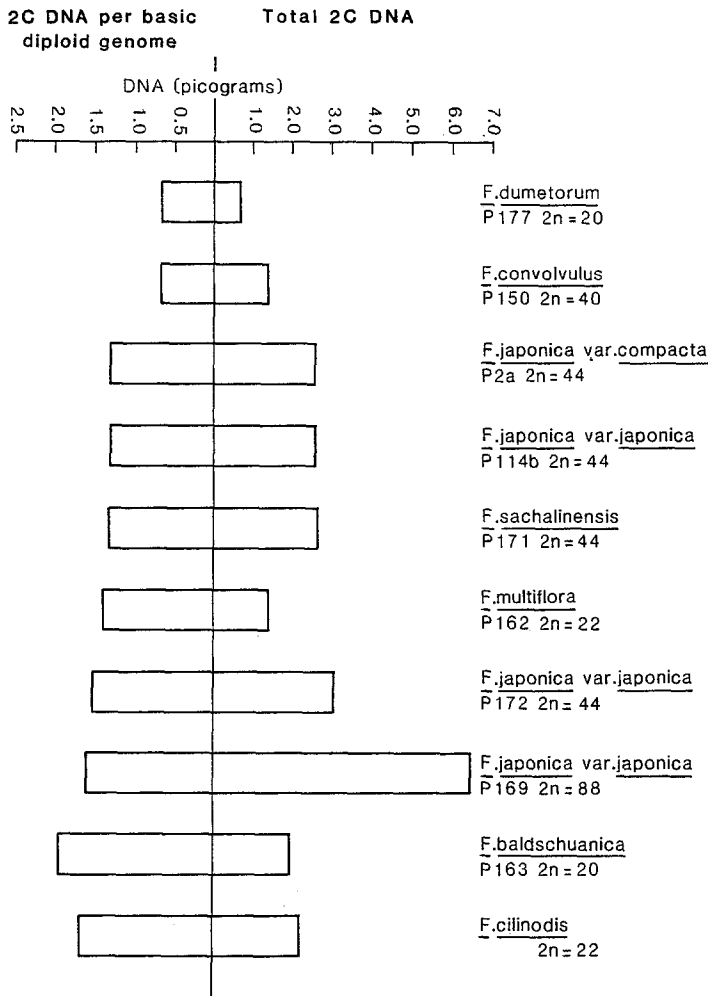 2C DNA per basic diploid genome
Total 2C DNA
DNA (picograms)
2.5 2.0 1.5 1.0 0.5 1.0 2.0 3.0 4.0 5.0 6.0 7.0
F.dumetorum
P177 2n=20
F.convolvulus
P150 2n=40
F.japonica var.compacta
P2a 2n=44
F.japonica var.japonica
P114b 2n=44
F.sachalinensis
P171 2n=44
F.multiflora
P162 2n=22
F.japonica var.japonica
P172 2n=44
F.japonica var.japonica
P169 2n=88
F.baldschuanica
P163 2n=20
F.cilinodis
2n=22